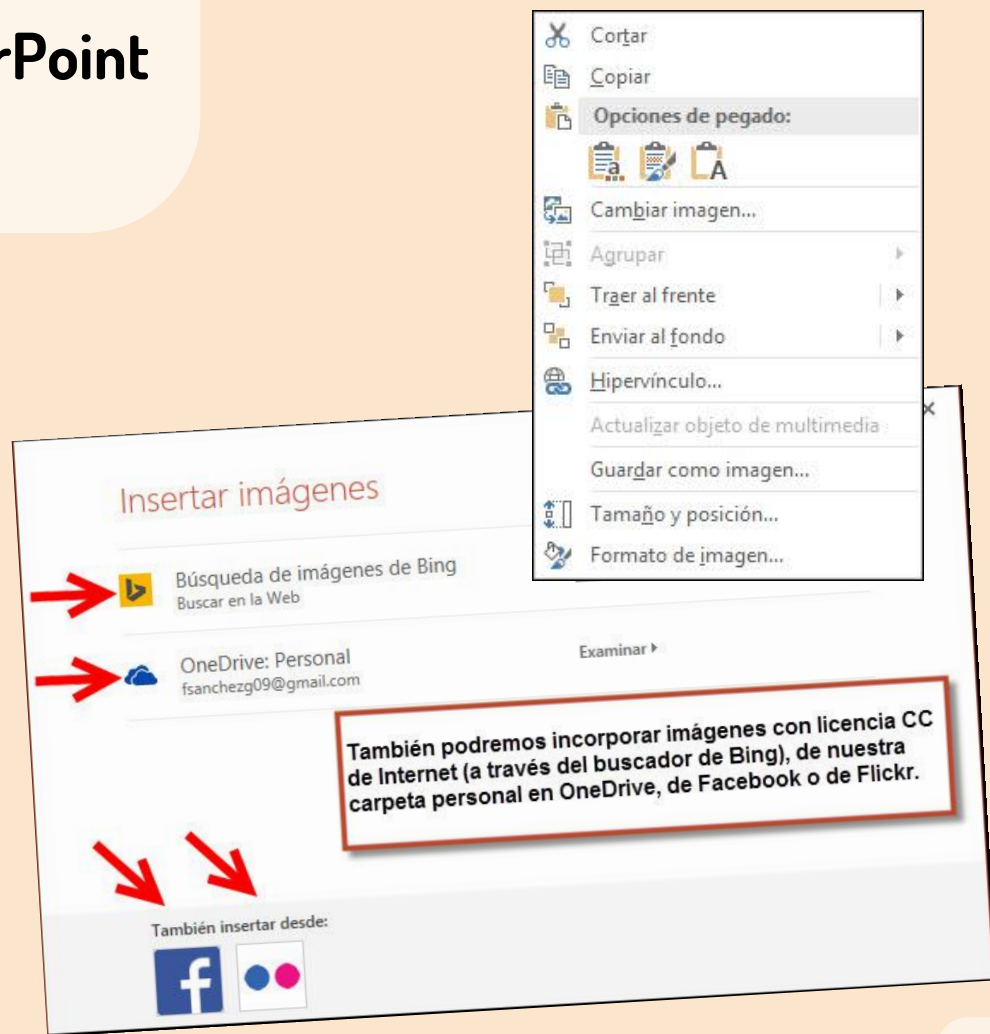 rPoint
Cortar
Copiar
Opciones de pegado:
Cambiar imagen...
Agrupar
Traer al frente
Enviar al fondo
Hipervínculo...
Actualizar objeto de multimedia
Guardar como imagen...
Tamaño y posición...
Formato de imagen...
Insertar imágenes
Búsqueda de imágenes de Bing
Buscar en la Web
OneDrive: Personal
fsanchezg09@gmail.com
Examinar
También podremos incorporar imágenes con licencia CC
de Internet (a través del buscador de Bing), de nuestra
carpeta personal en OneDrive, de Facebook o de Flickr.
También insertar desde: